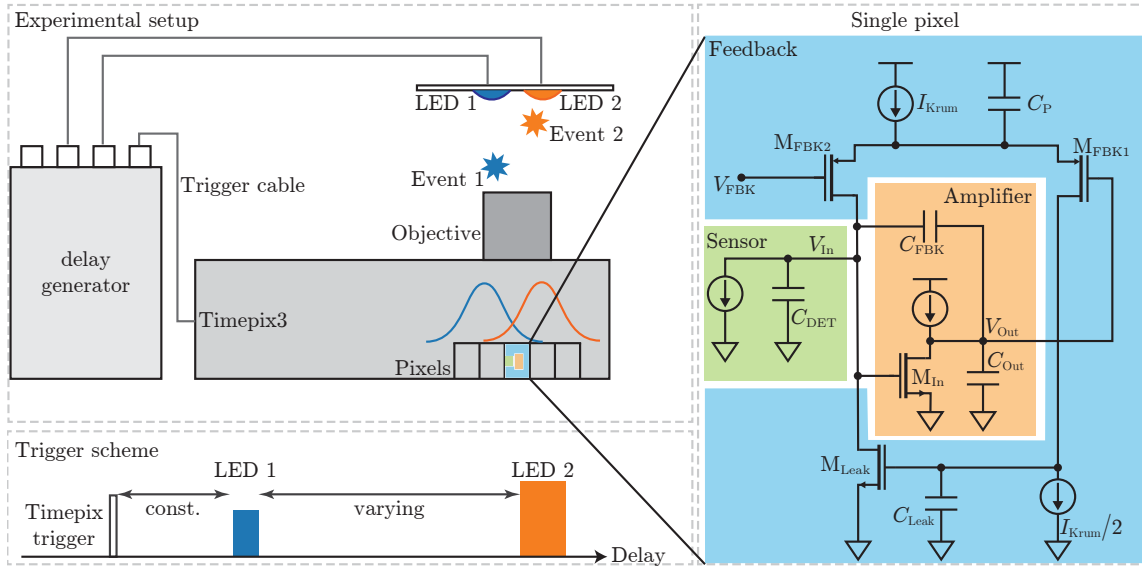 Experimental setup
LED 1
LED 2
Event 2
Event 1
Trigger cable
Objective
delay
generator
Timepix3
Pixels
Trigger scheme
LED 1
LED 2
const.
varying
Timepix
trigger
Delay
Single pixel
Feedback
I_Krum
C_P
M_FBK2
M_FBK1
V_FBK
Amplifier
Sensor
V_In
C_FBK
C_DET
V_Out
C_Out
M_In
M_Leak
C_Leak
I_Krum/2